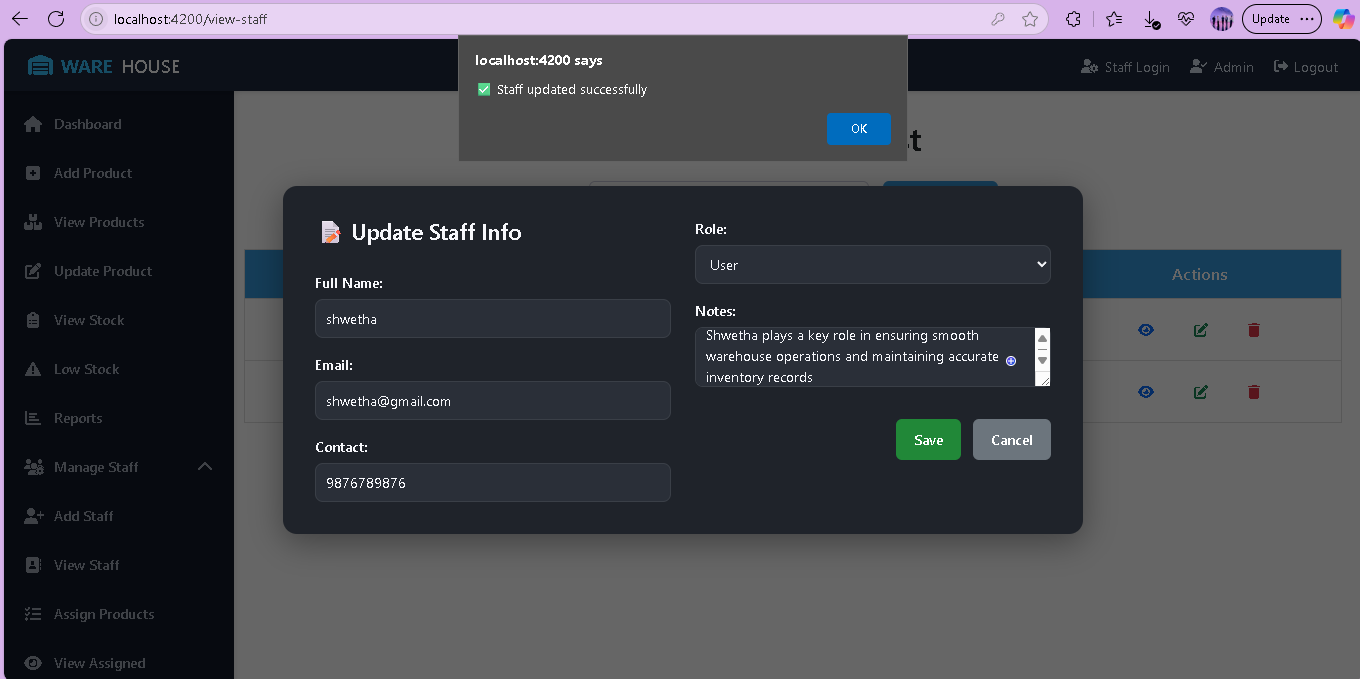 localhost:4200/view-staff
Update
WARE HOUSE
Staff Login
Admin
Logout
localhost:4200 says
Staff updated successfully
OK
Dashboard
Add Product
View Products
Update Product
View Stock
Low Stock
Reports
Manage Staff
Add Staff
View Staff
Assign Products
View Assigned
Update Staff Info
Full Name:
shwetha
Email:
shwetha@gmail.com
Contact:
9876789876
Role:
User
Notes:
Shwetha plays a key role in ensuring smooth
warehouse operations and maintaining accurate
inventory records
Save
Cancel
Actions